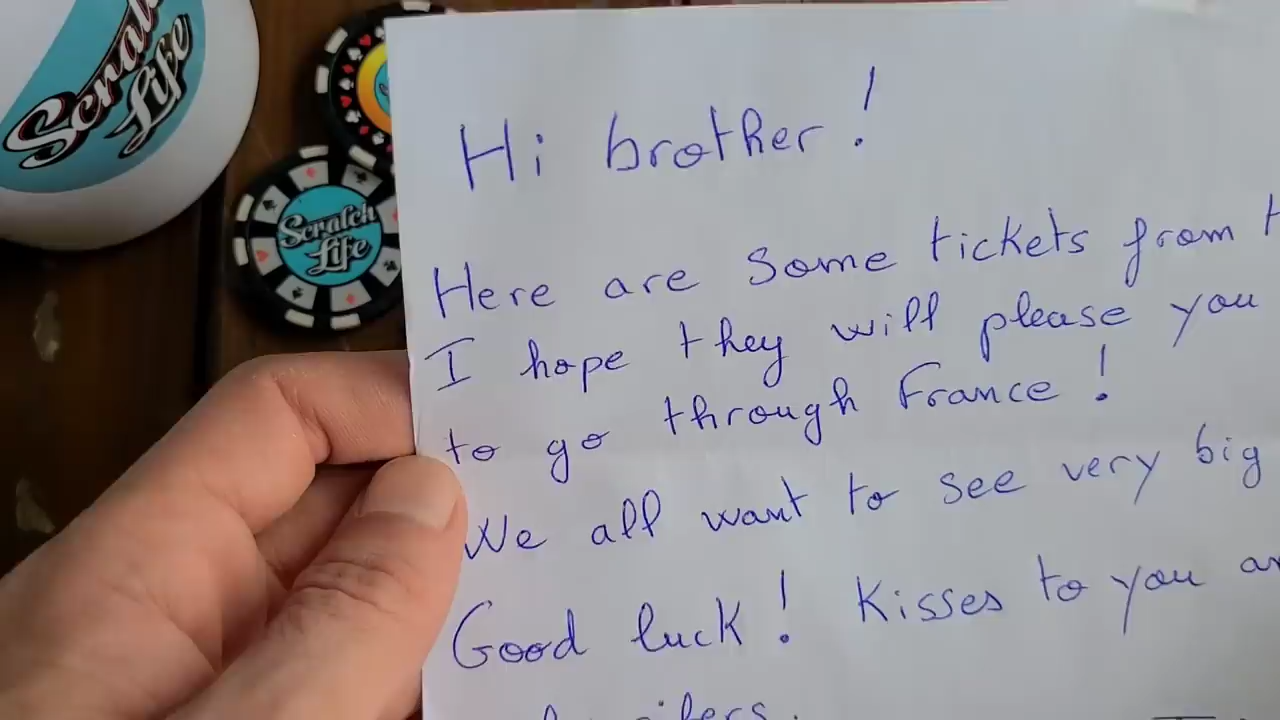 Scratch
Life
Scratch
Life
Hi brother!
Here are some tickets from
I hope they will please you
to go through France!
We all want to see very big
Good luck! Kisses to you